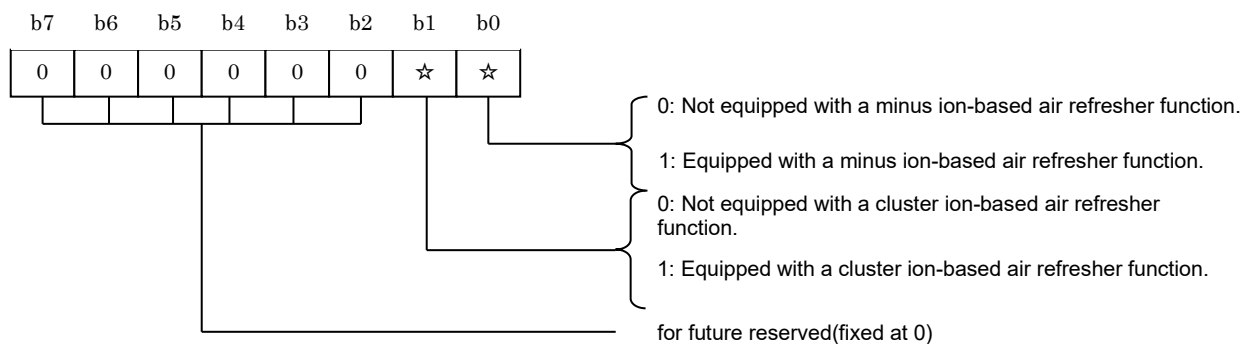 b7 b6 b5 b4 b3 b2 b1 b0
0 0 0 0 0 0 ☆ ☆
0: Not equipped with a minus ion-based air refresher function.
1: Equipped with a minus ion-based air refresher function.
0: Not equipped with a cluster ion-based air refresher
function.
1: Equipped with a cluster ion-based air refresher function.
for future reserved(fixed at 0)